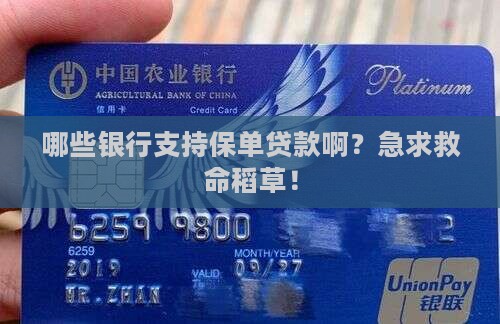 中国农业银行
AGRICULTURAL BANK OF CHINA
Platinum
信用卡
Credit Card
哪些银行支持保单贷款啊？急求救
命稻草！
6259 9800
2
6259
MONTH/YEAR
2019
VALID
09/27
MR.ZHAN
UnionPay
银联